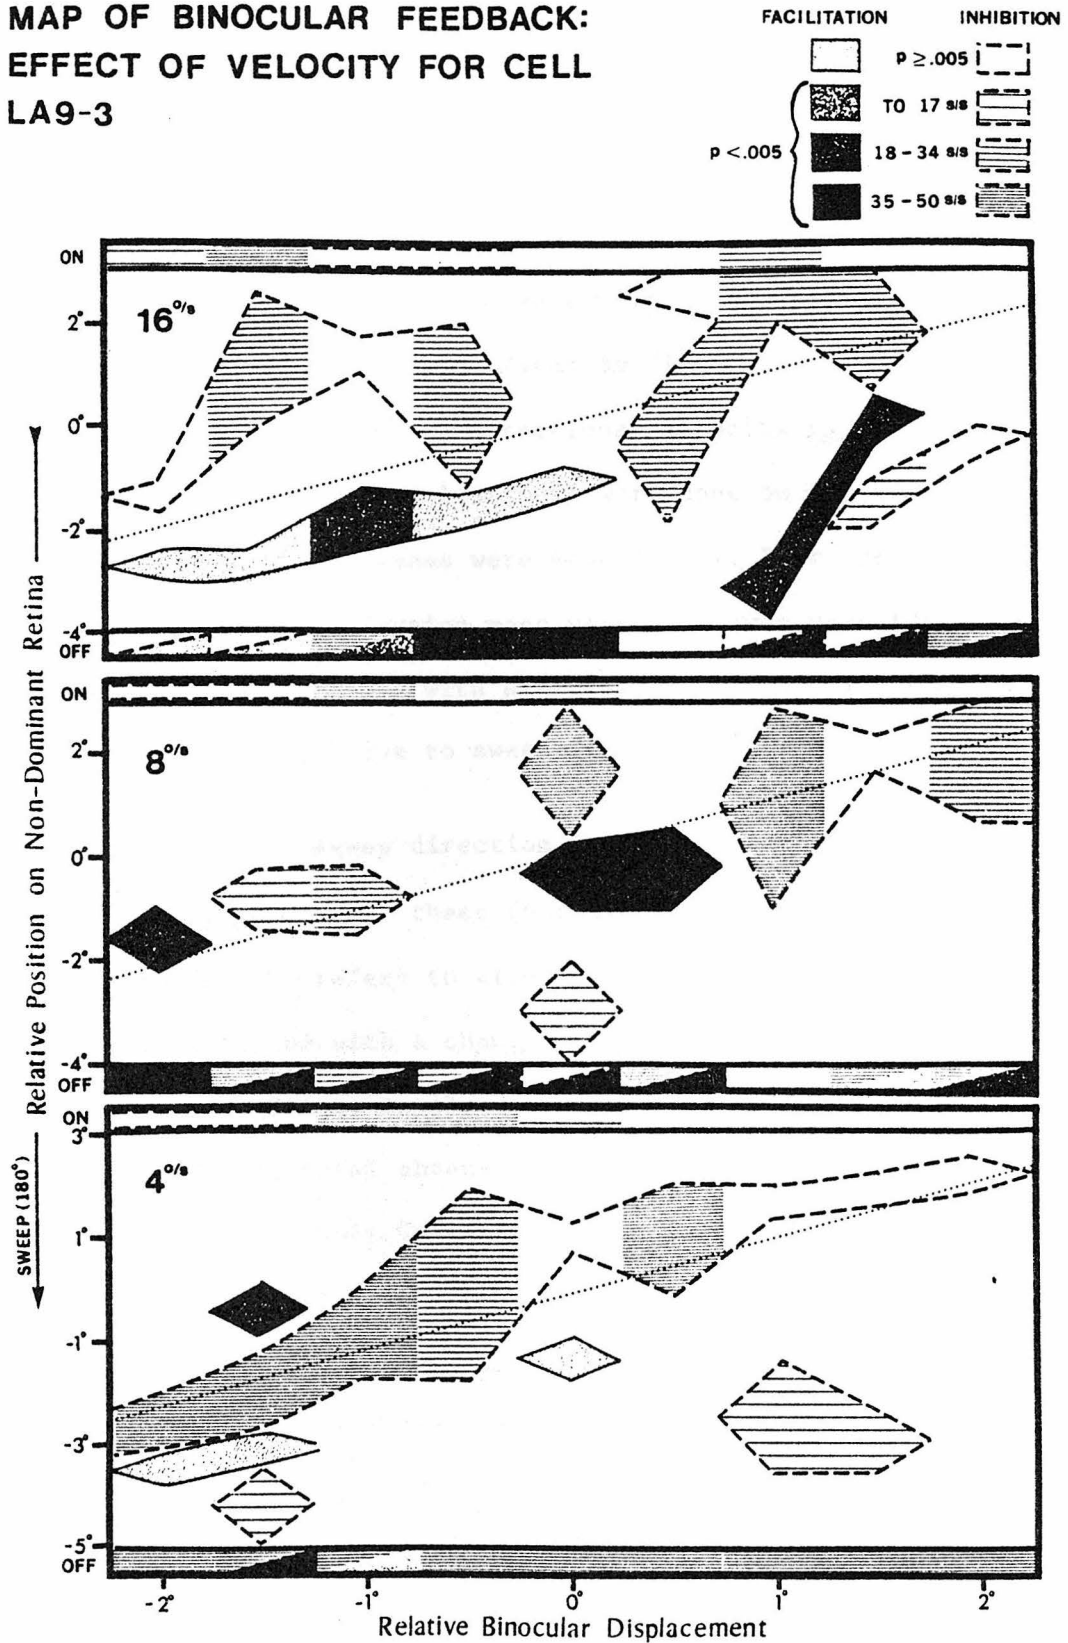 MAP OF BINOCULAR FEEDBACK:
EFFECT OF VELOCITY FOR CELL
LA9-3
FACILITATION INHIBITION
p ≥ .005
TO 17 s/s
p < .005
18 - 34 s/s
35 - 50 s/s
ON
16°/s
2°
0°
-2°
-4°
OFF
ON
8°/s
2°
0°
-2°
-4°
OFF
ON
4°/s
3°
1°
-1°
-3°
-5°
OFF
-2° -1° 0° 1° 2°
Relative Binocular Displacement
Relative Position on Non-Dominant Retina
SWEEP (180°)